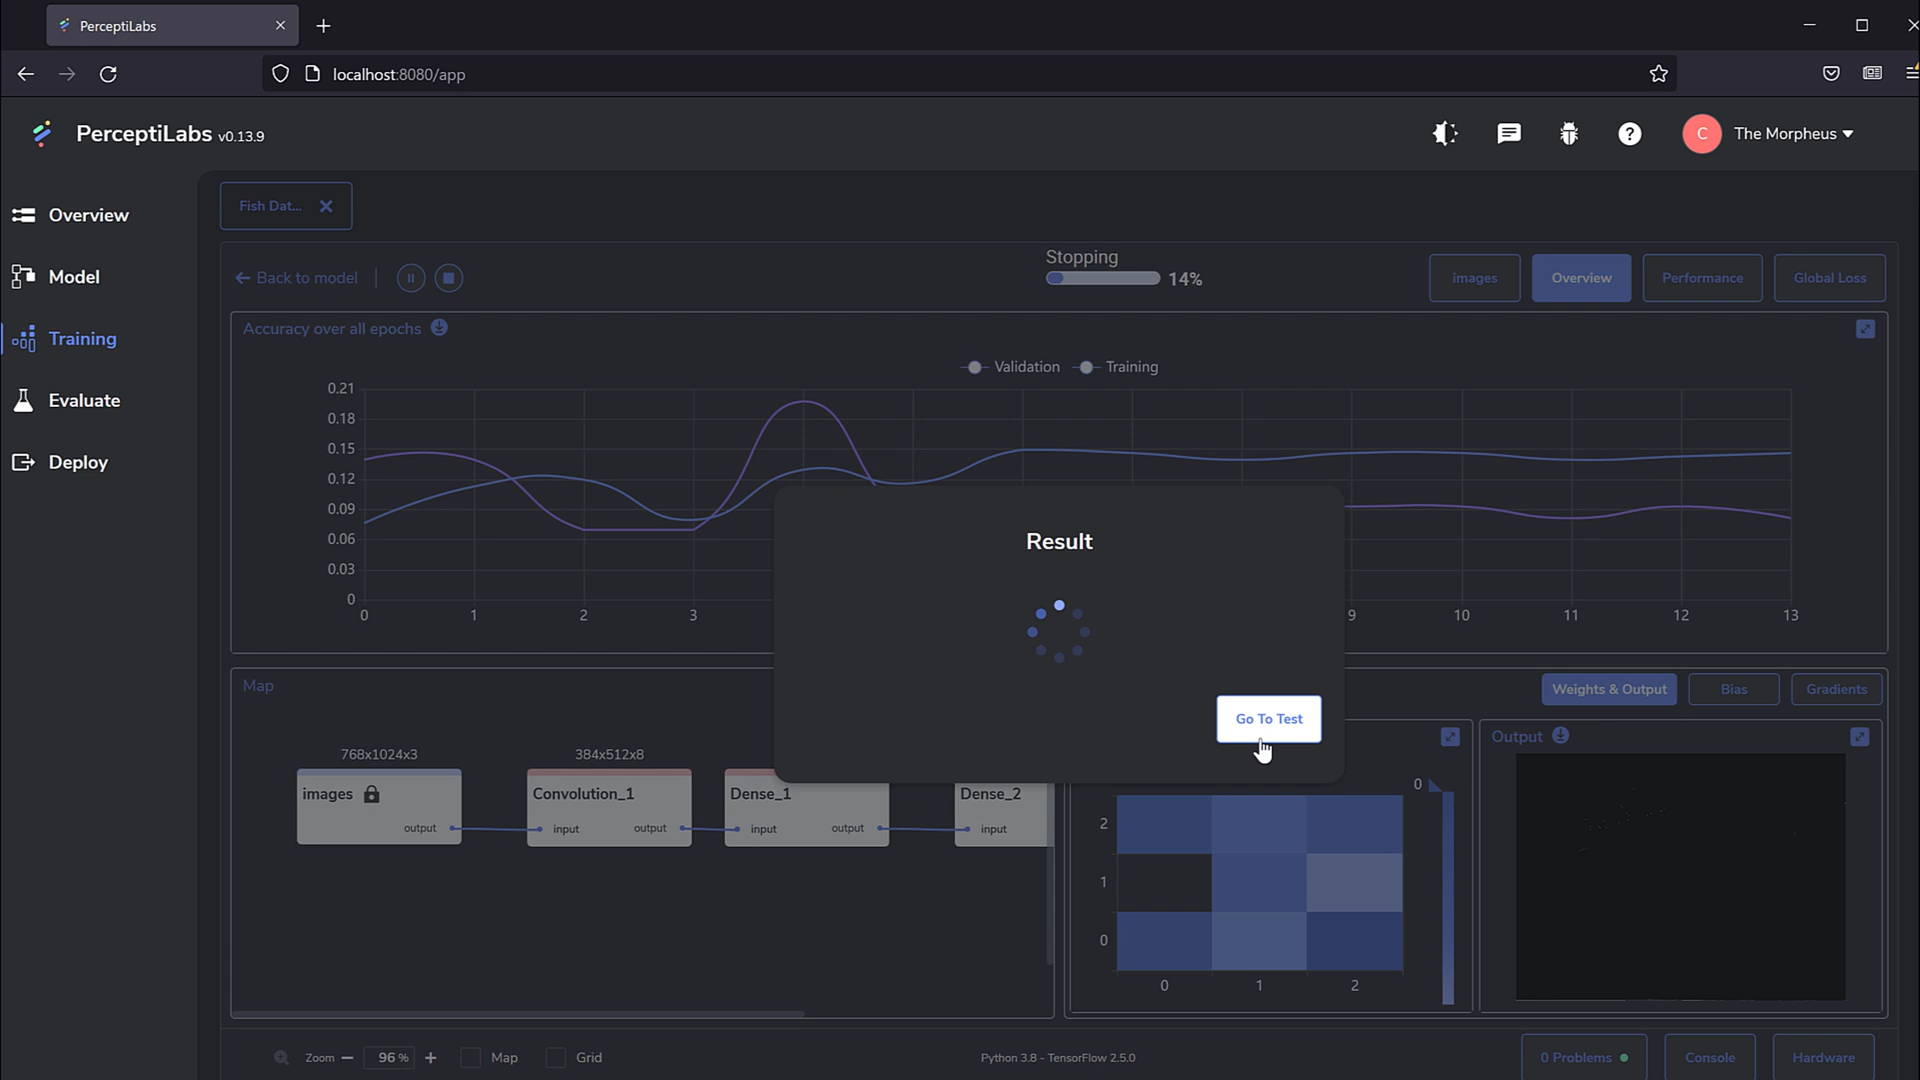 PerceptiLabs
localhost:8080/app
PerceptiLabs v0.13.9
C
The Morpheus
Overview
Model
Training
Evaluate
Deploy
Fish Dat...
Back to model
Stopping
14%
images
Overview
Performance
Global Loss
Accuracy over all epochs
Validation
Training
0.21
0.18
0.15
0.12
0.09
0.06
0.03
0
0 1 2 3 9 10 11 12 13
Result
Go To Test
Map
Weights & Output
Bias
Gradients
768x1024x3
384x512x8
images
output
Convolution_1
input output
Dense_1
input output
Dense_2
input
0
2
1
0
0 1 2
Output
Zoom
96 %
Map
Grid
Python 3.8 - TensorFlow 2.5.0
0 Problems
Console
Hardware